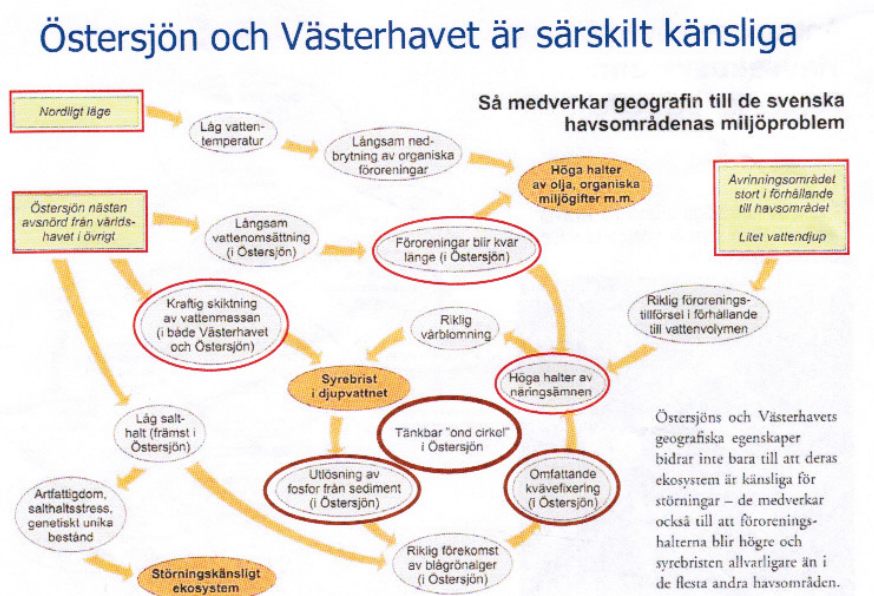 Östersjön och Västerhavet är särskilt känsliga
Så medverkar geografin till de svenska
havsområdenas miljöproblem
Nordligt läge
Låg vatten-
temperatur
Långsam ned-
brytning av organiska
föroreningar
Höga halter
av olja, organiska
miljögifter m.m.
Avrinningsområdet
stort i förhållande
till havsområdet
Litet vattendjup
Östersjön nästan
avsnörd från världs-
havet i övrigt
Långsam
vattenomsättning
(i Östersjön)
Föroreningar blir kvar
länge (i Östersjön)
Kraftig skiktning
av vattenmassan
(i både Västerhavet
och Östersjön)
Riklig
vårblomning
Riklig förorenings-
tillförsel i förhållande
till vattenvolymen
Syrebrist
i djupvattnet
Höga halter av
näringsämnen
Låg salt-
halt (främst i
Östersjön)
Tänkbar "ond cirkel"
i Östersjön
Utlösning av
fosfor från sediment
(i Östersjön)
Omfattande
kvävefixering
(i Östersjön)
Artfattigdom,
salthaltsstress,
genetiskt unika
bestånd
Riklig förekomst
av blågrönalger
(i Östersjön)
Störningskänsligt
ekosystem
Östersjöns och Västerhavets
geografiska egenskaper
bidrar inte bara till att deras
ekosystem är känsliga för
störningar – de medverkar
också till att förorenings-
halterna blir högre och
syrebristen allvarligare än i
de flesta andra havsområden.